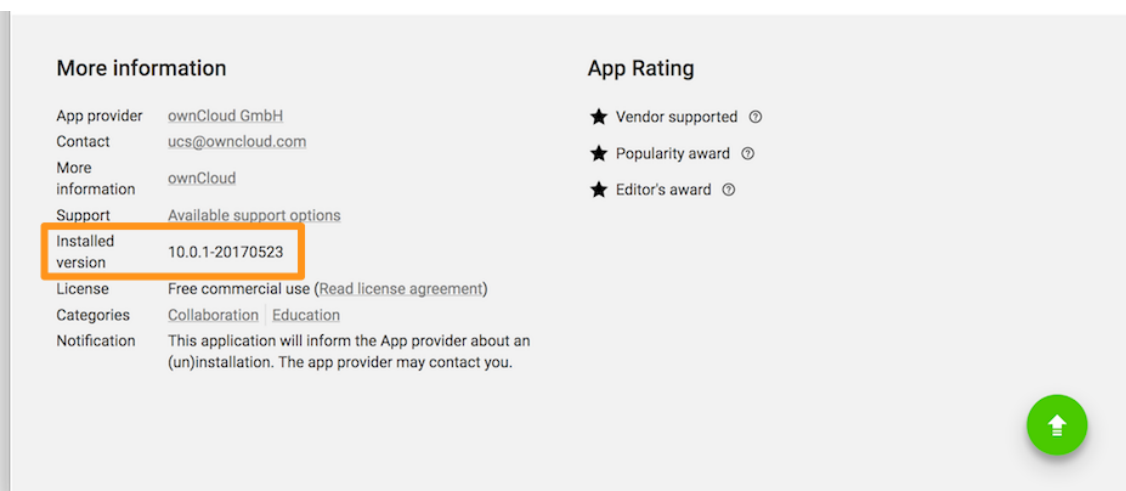 More information
App provider ownCloud GmbH
Contact ucs@owncloud.com
More
information ownCloud
Support Available support options
Installed
version 10.0.1-20170523
License Free commercial use (Read license agreement)
Categories Collaboration Education
Notification This application will inform the App provider about an
(un)installation. The app provider may contact you.
App Rating
Vendor supported
Popularity award
Editor's award